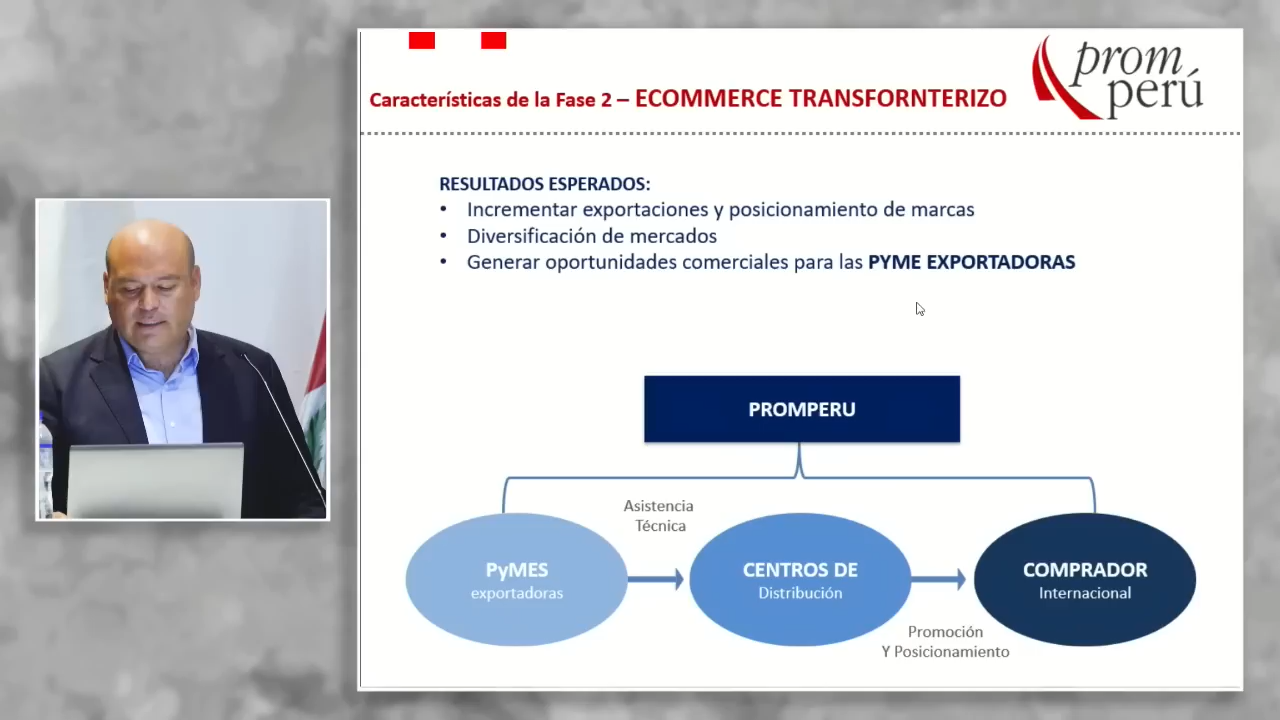 prom
perú
Características de la Fase 2 – ECOMMERCE TRANSFORNTERIZO
RESULTADOS ESPERADOS:
• Incrementar exportaciones y posicionamiento de marcas
• Diversificación de mercados
• Generar oportunidades comerciales para las PYME EXPORTADORAS
PROMPERU
Asistencia
Técnica
PyMES
exportadoras
CENTROS DE
Distribución
COMPRADOR
Internacional
Promoción
Y Posicionamiento